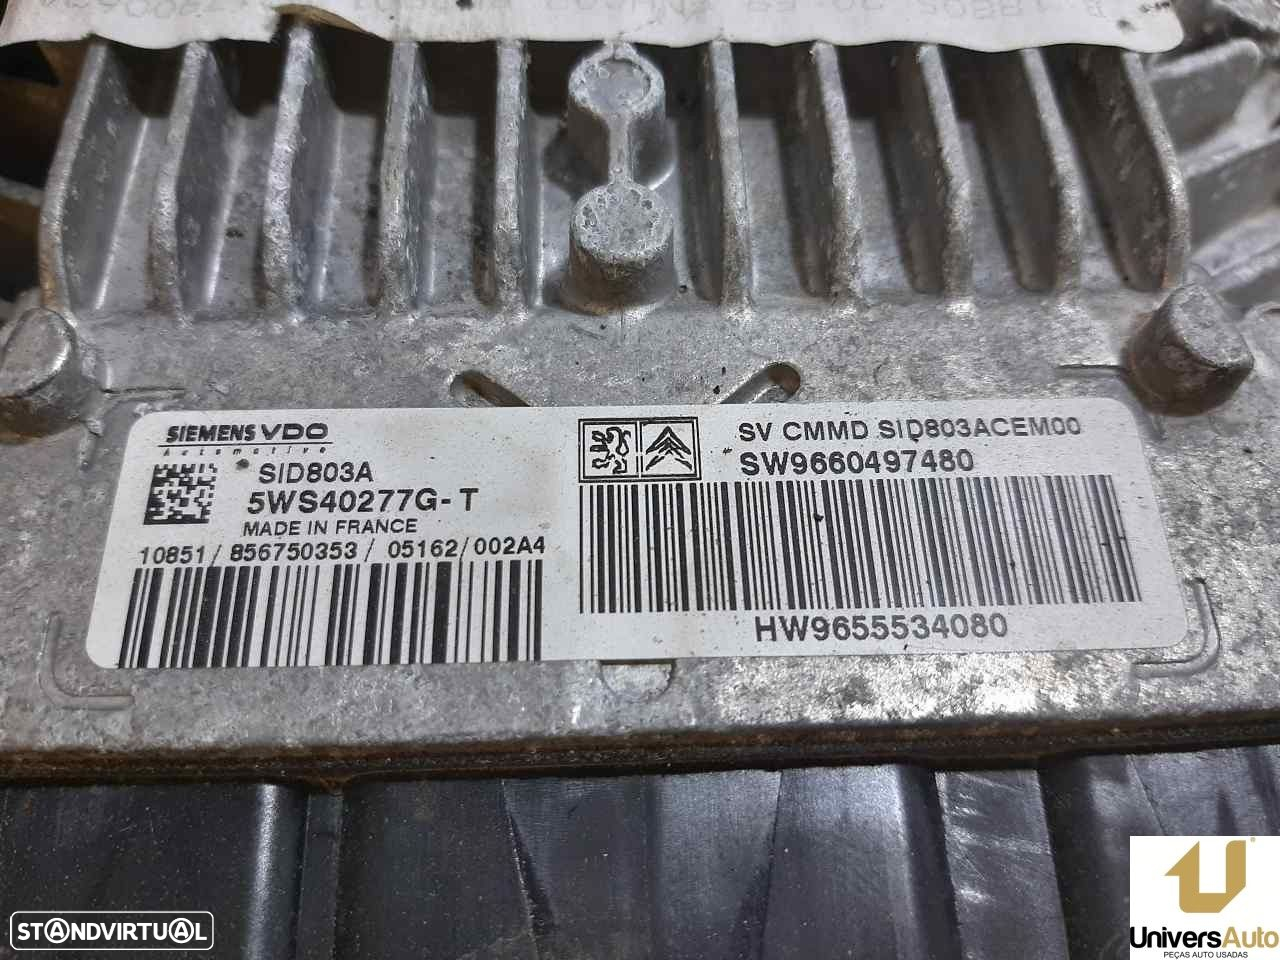 SIEMENS VDO
Automotive
SID803A
5WS40277G-T
MADE IN FRANCE
10851/856750353/05162/002A4
SV CMMD SID803ACEM00
SW9660497480
HW9655534080
STANDVIRTUAL
UniversAuto
PEÇAS AUTO USADAS